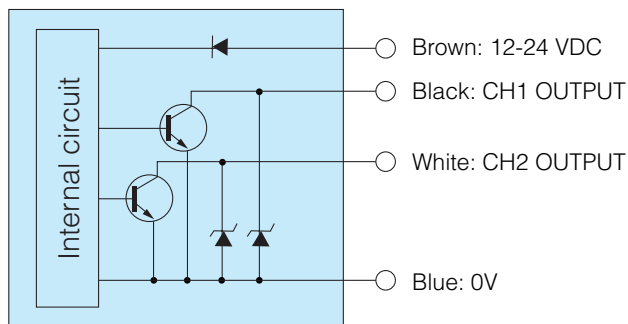 Internal circuit
Brown: 12-24 VDC
Black: CH1 OUTPUT
White: CH2 OUTPUT
Blue: 0V